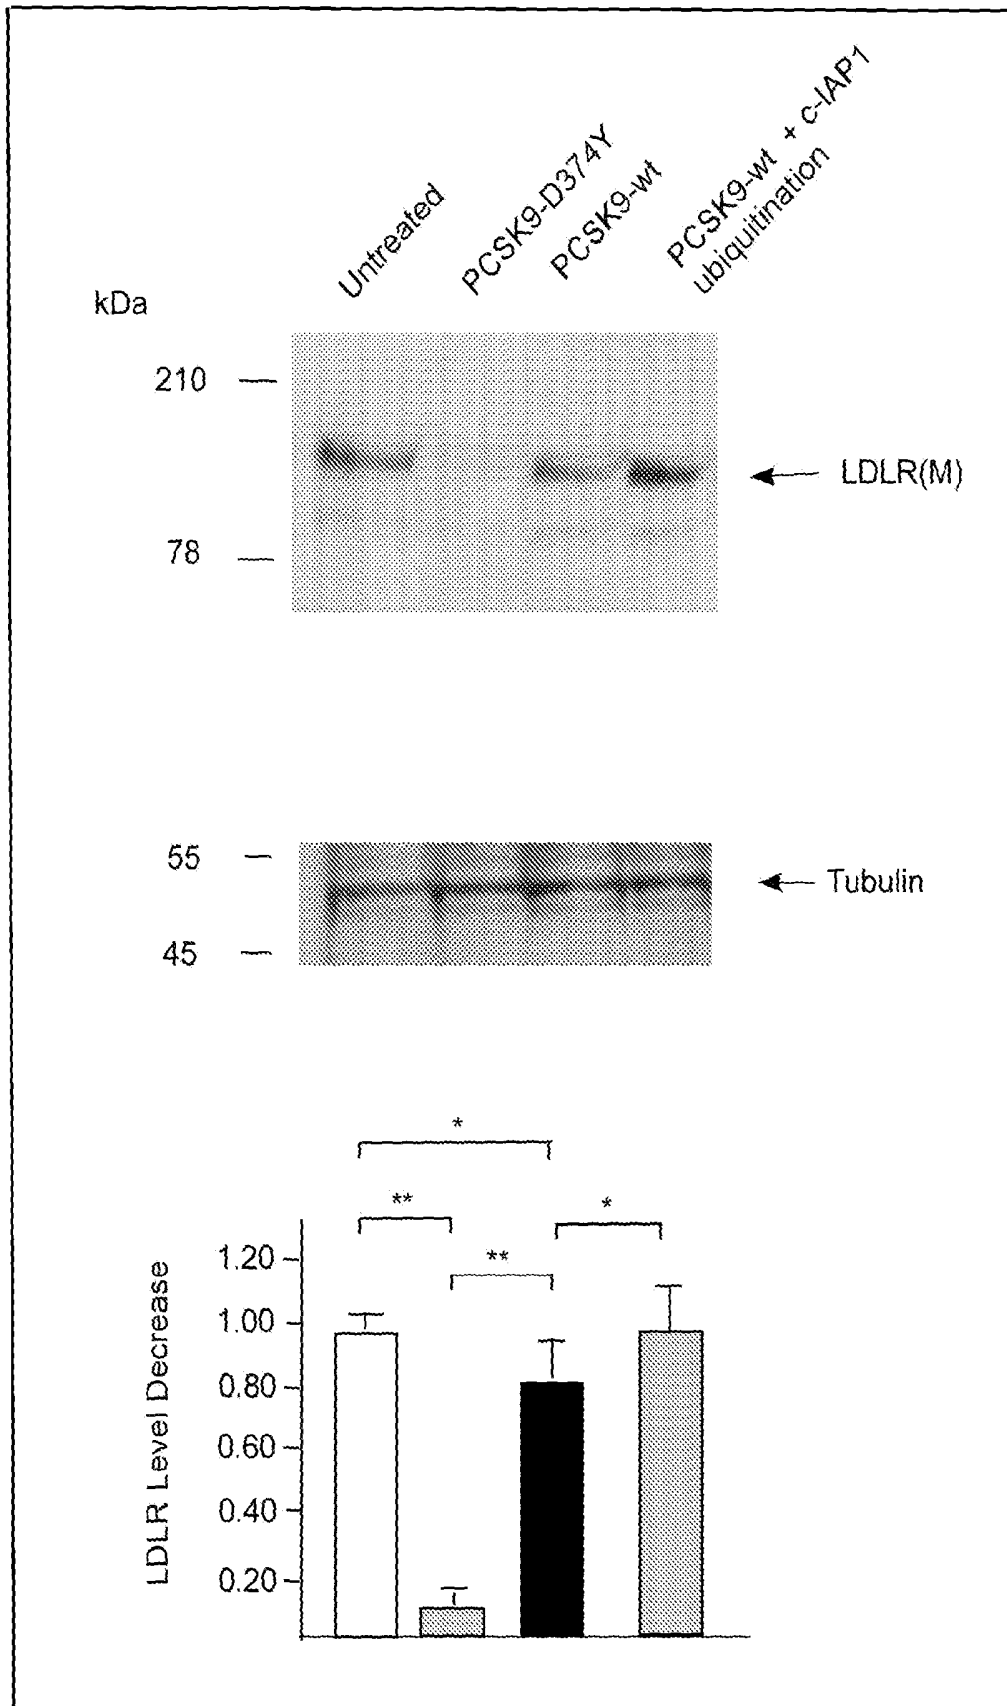 Untreated
PCSK9-D374Y
PCSK9-wt
PCSK9-wt + c-IAP1
ubiquitination
kDa
210
LDLR(M)
78
55
Tubulin
45
*
**
*
**
LDLR Level Decrease
1.20
1.00
0.80
0.60
0.40
0.20